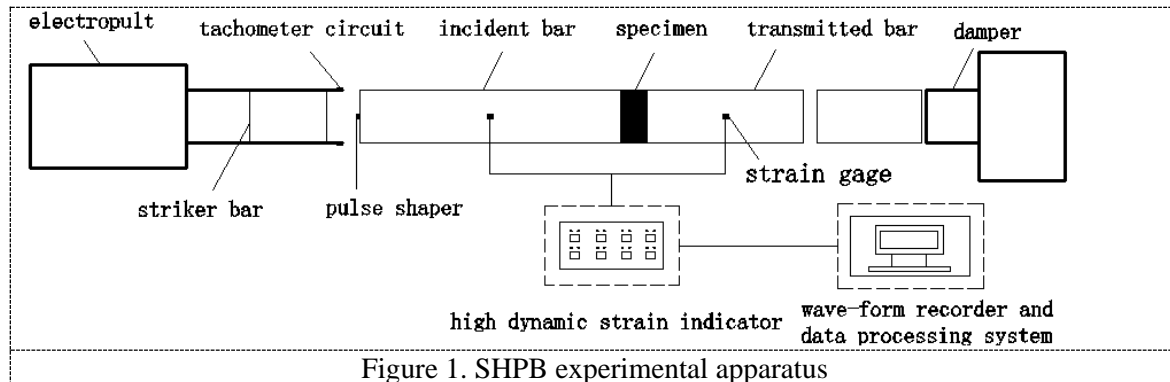 electropult
tachometer circuit
incident bar
specimen
transmitted bar
damper
striker bar
pulse shaper
strain gage
high dynamic strain indicator
wave-form recorder and
data processing system
Figure 1. SHPB experimental apparatus